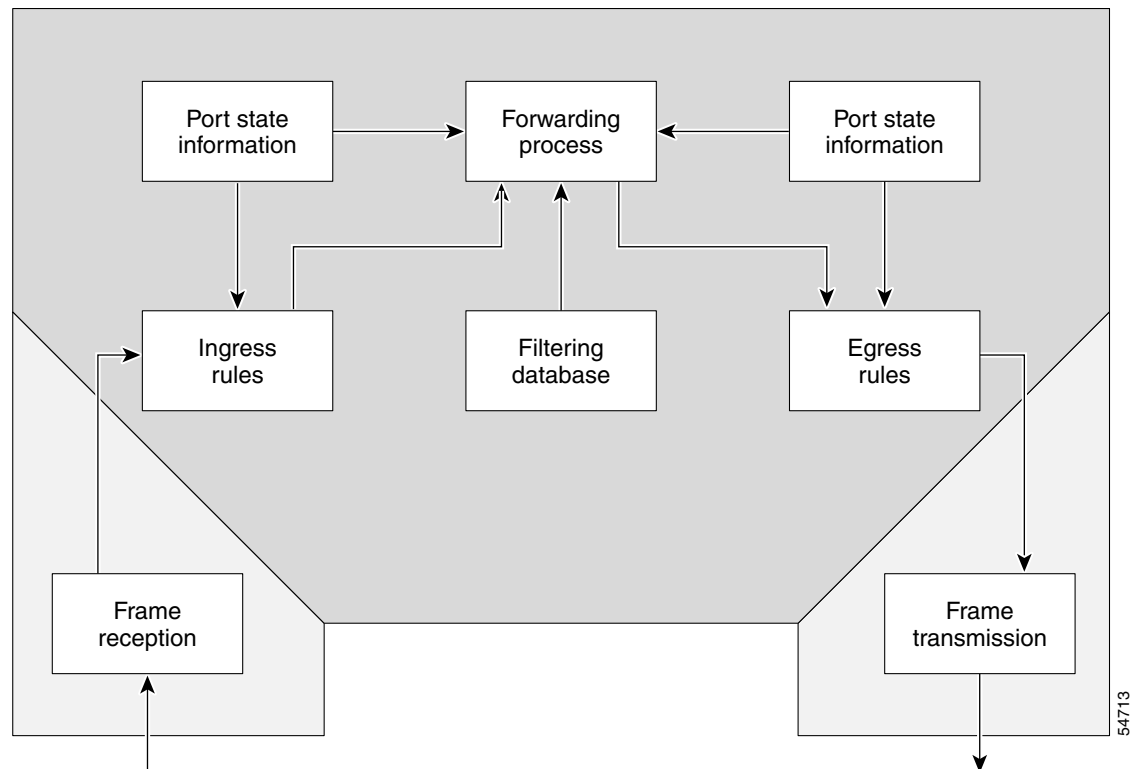 Port state
information
Forwarding
process
Port state
information
Ingress
rules
Filtering
database
Egress
rules
Frame
reception
Frame
transmission
54713